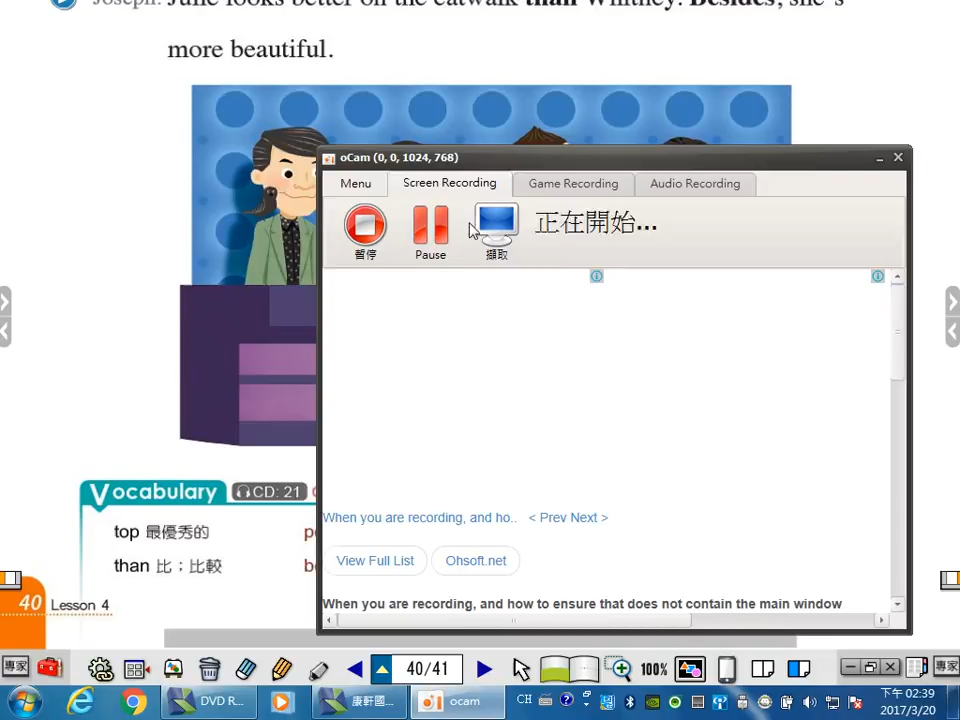 Joseph: June looks better on the catwalk than Whitney. Besides, she's
more beautiful.
oCam (0, 0, 1024, 768)
Menu
Screen Recording
Game Recording
Audio Recording
正在開始...
暫停
Pause
擷取
When you are recording, and ho.. < Prev Next >
View Full List
Ohsoft.net
When you are recording, and how to ensure that does not contain the main window
Vocabulary
CD: 21
top 最優秀的
than 比；比較
40 Lesson 4
專家
40/41
100%
專家
DVD R...
康軒國...
ocam
CH
下午 02:39
2017/3/20